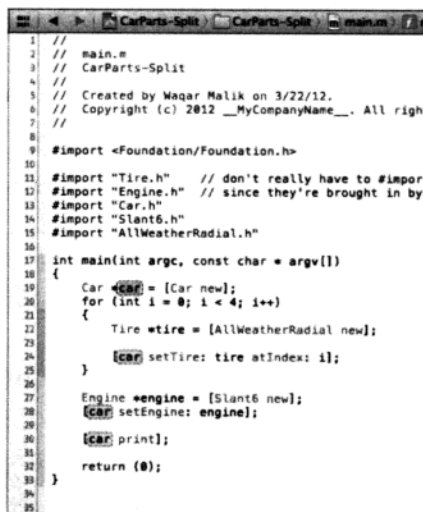 CarParts-Split CarParts-Split main.m
1 //
2 // main.m
3 // CarParts-Split
4 //
5 // Created by Waqar Malik on 3/22/12.
6 // Copyright (c) 2012 __MyCompanyName__. All righ
7 //
8
9 #import <Foundation/Foundation.h>
10
11 #import "Tire.h" // don't really have to #impor
12 #import "Engine.h" // since they're brought in by
13 #import "Car.h"
14 #import "Slant6.h"
15 #import "AllWeatherRadial.h"
16
17 int main(int argc, const char * argv[])
18 {
19 Car *car = [Car new];
20 for (int i = 0; i < 4; i++)
21 {
22 Tire *tire = [AllWeatherRadial new];
23
24 [car setTire: tire atIndex: i];
25 }
26
27 Engine *engine = [Slant6 new];
28 [car setEngine: engine];
29
30 [car print];
31
32 return (0);
33 }
34
35